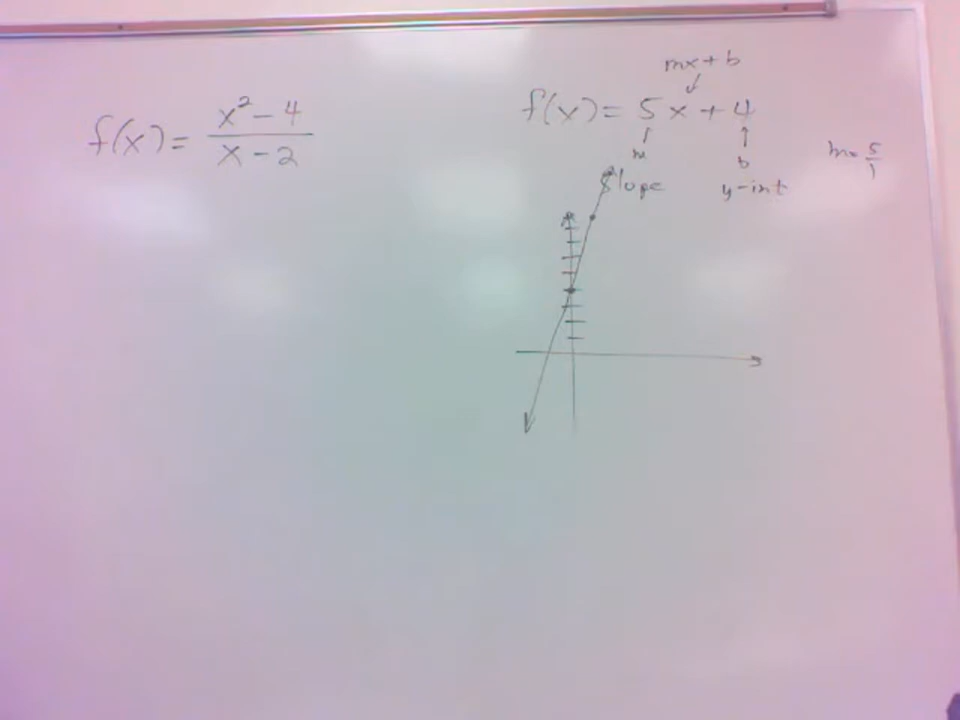 f(x) = x² - 4 / x - 2
mx + b
f(x) = 5x + 4
m
b
m = 5/1
slope
y-int